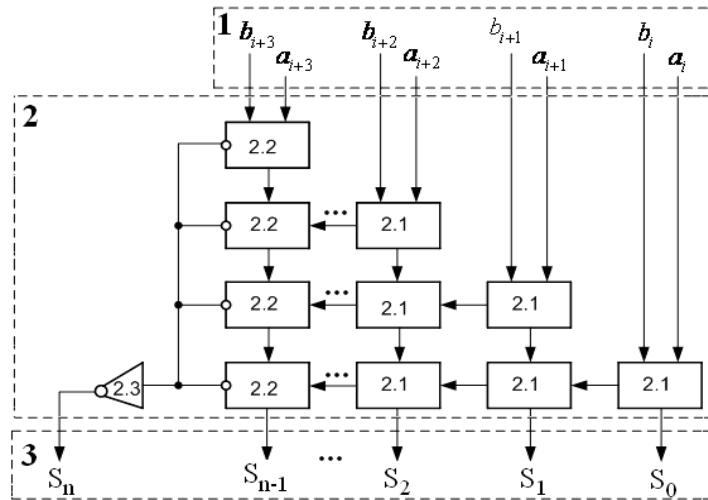 1
b_{i+3} a_{i+3} b_{i+2} a_{i+2} b_{i+1} a_{i+1} b_i a_i
2
2.2
2.2 ... 2.1
2.2 ... 2.1 2.1
2.3 2.2 ... 2.1 2.1 2.1
3
S_n S_{n-1} ... S_2 S_1 S_0